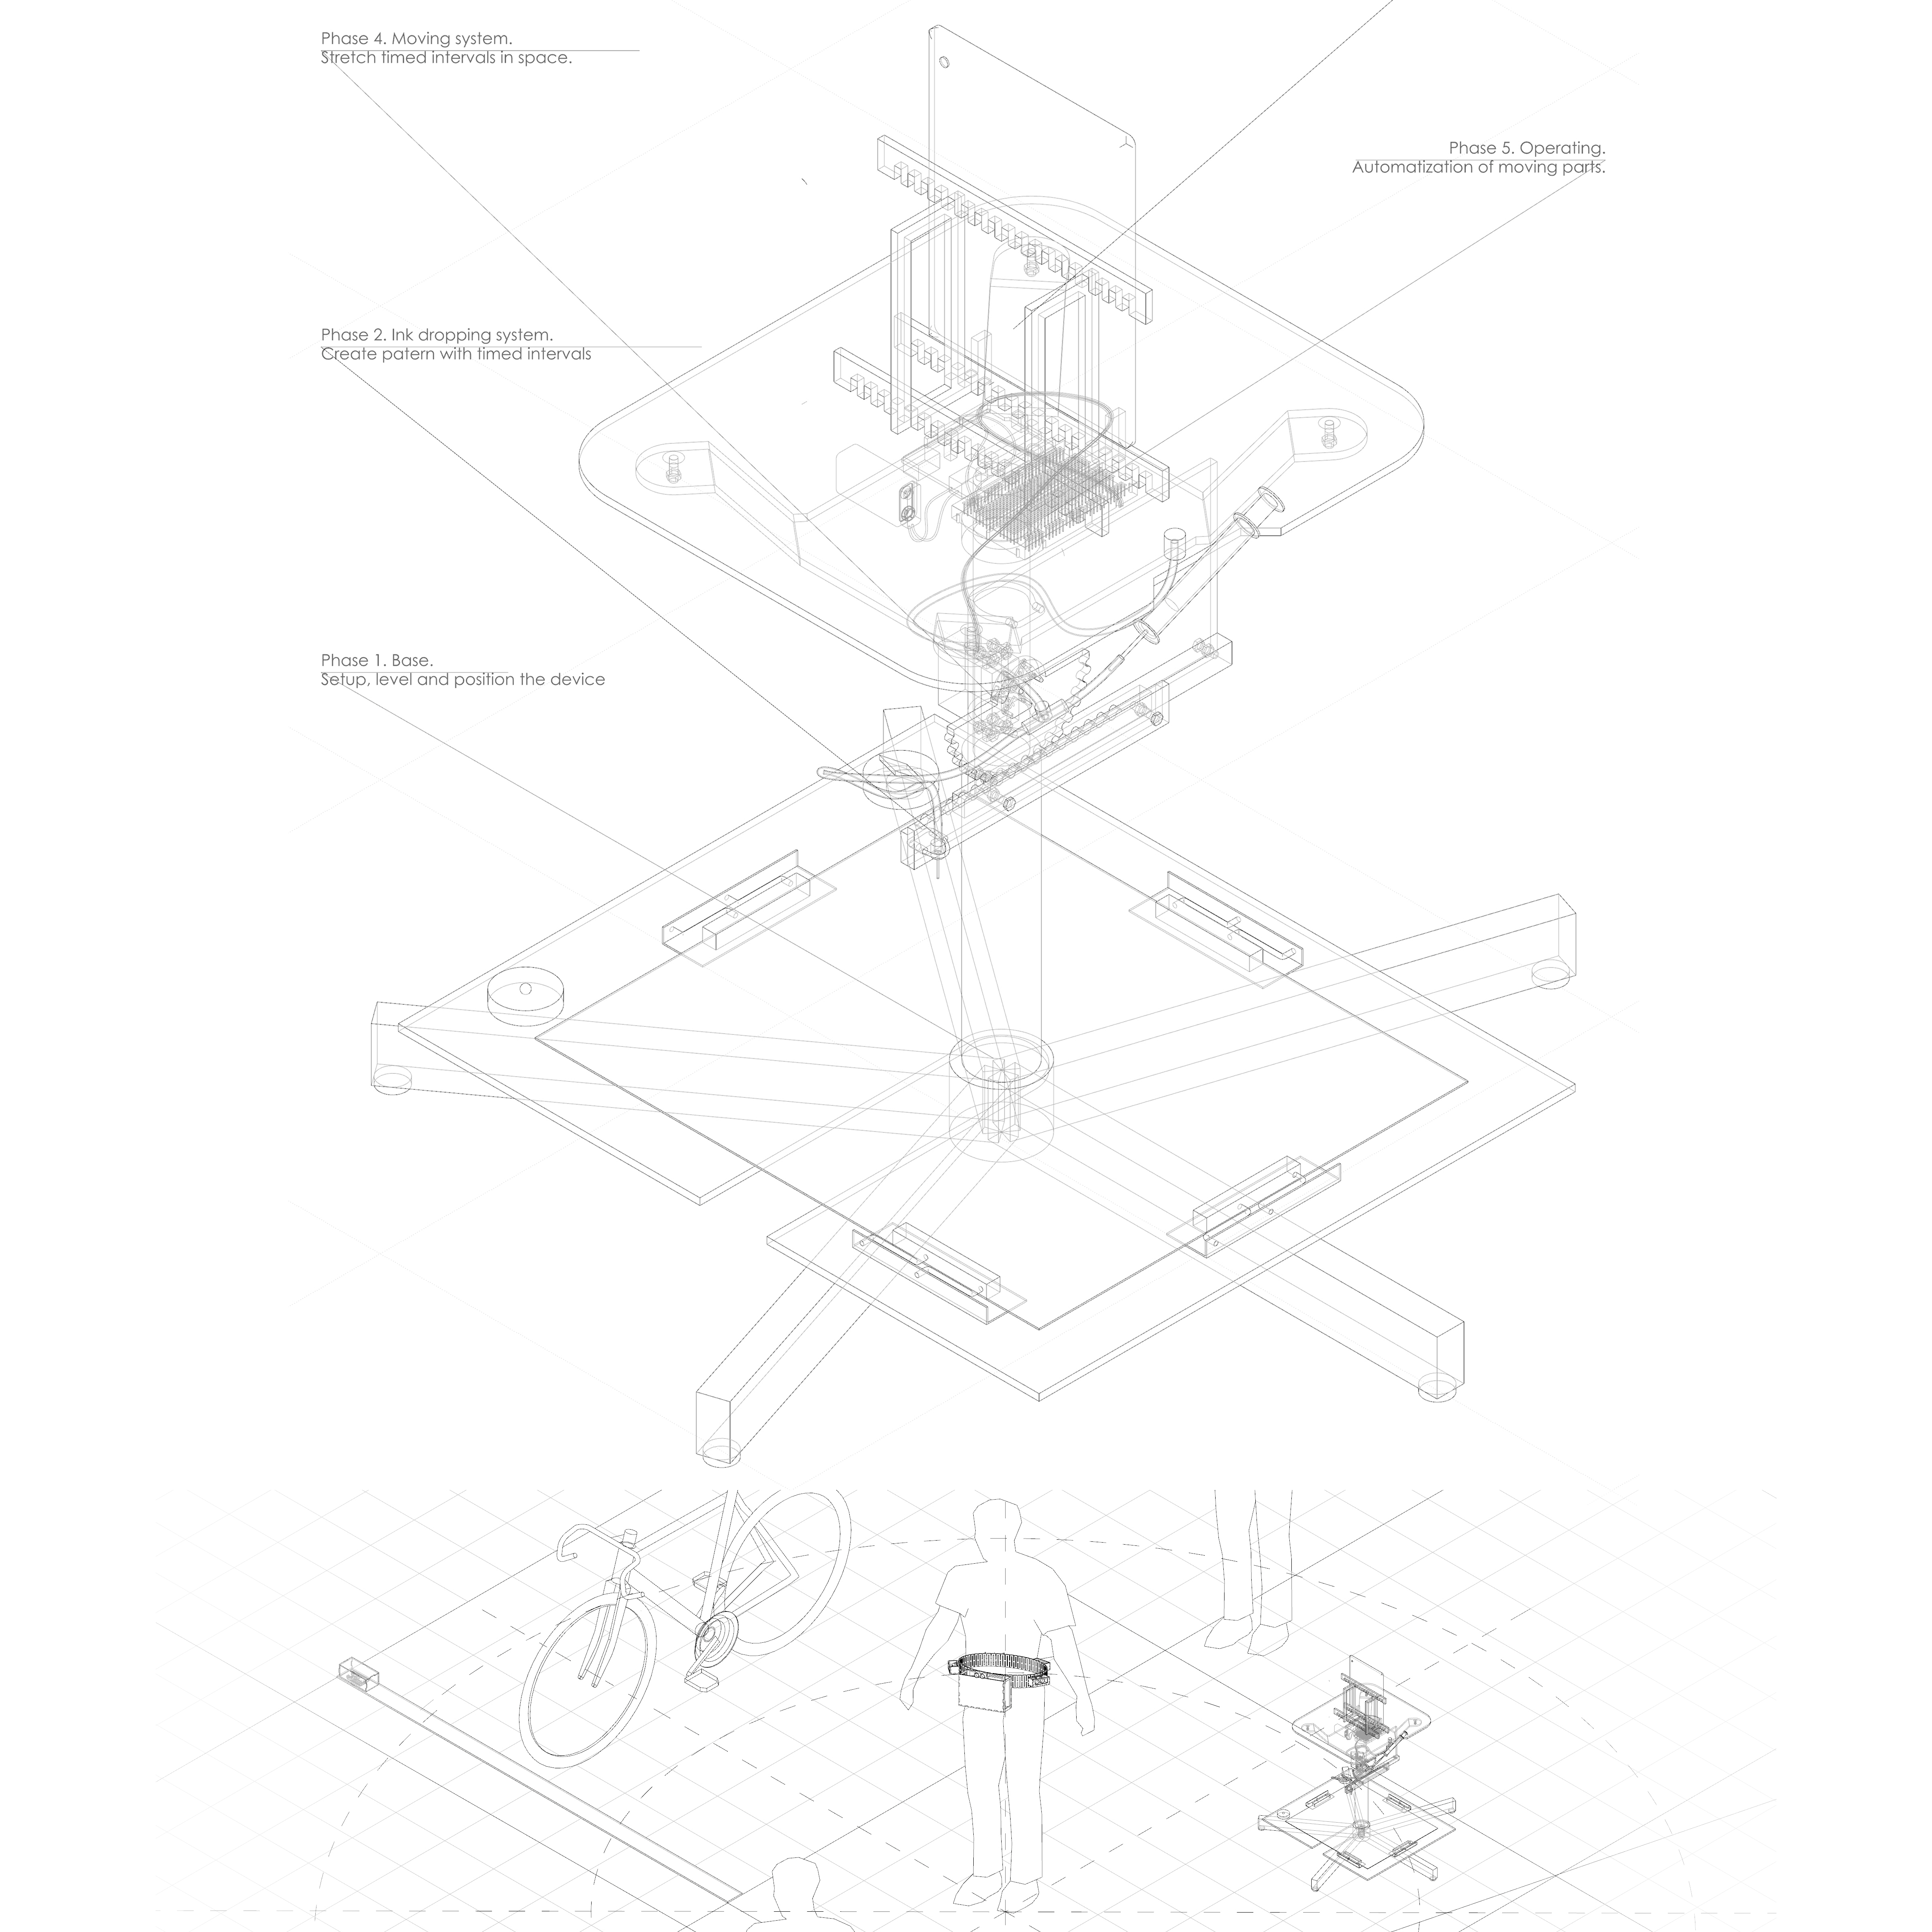 Phase 4. Moving system.
Stretch timed intervals in space.
Phase 5. Operating.
Automatization of moving parts.
Phase 2. Ink dropping system.
Create patern with timed intervals
Phase 1. Base.
Setup, level and position the device